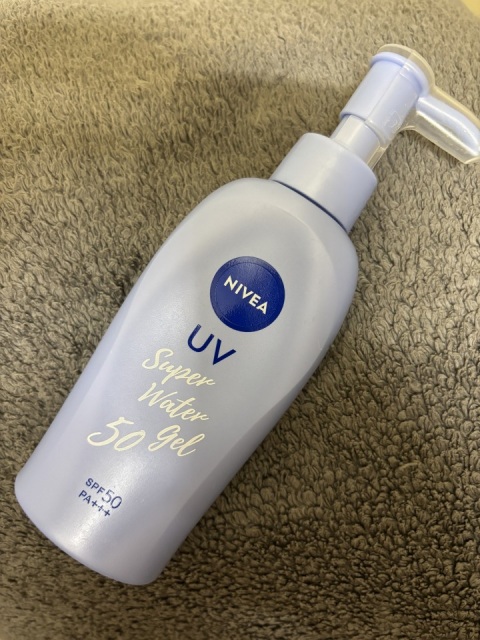 NIVEA
UV
Super
Water
50 Gel
SPF50
PA+++